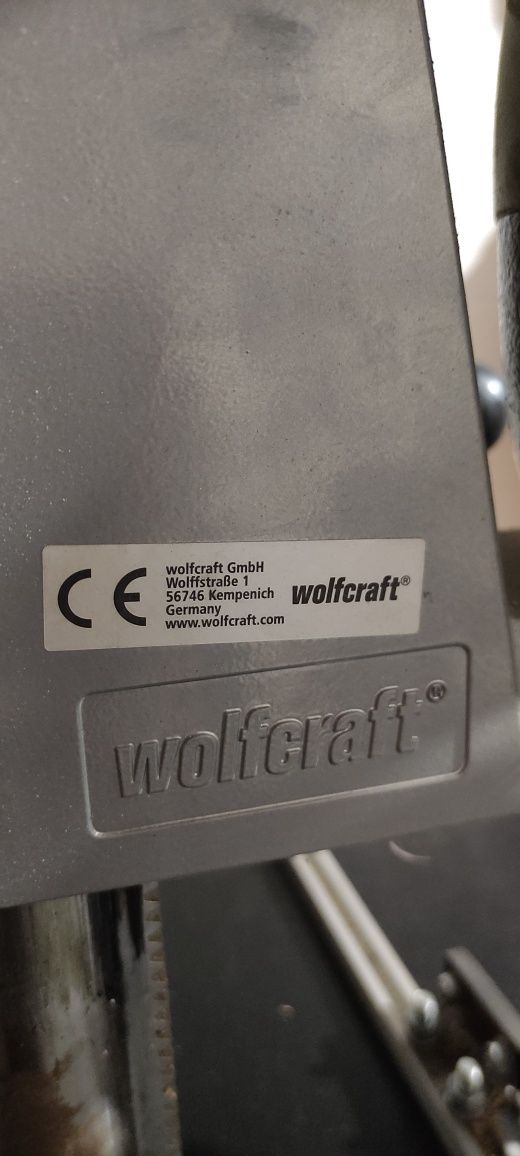 CE
wolfcraft GmbH
Wolffstraße 1
56746 Kempenich
Germany
www.wolfcraft.com
wolfcraft®
wolfcraft®